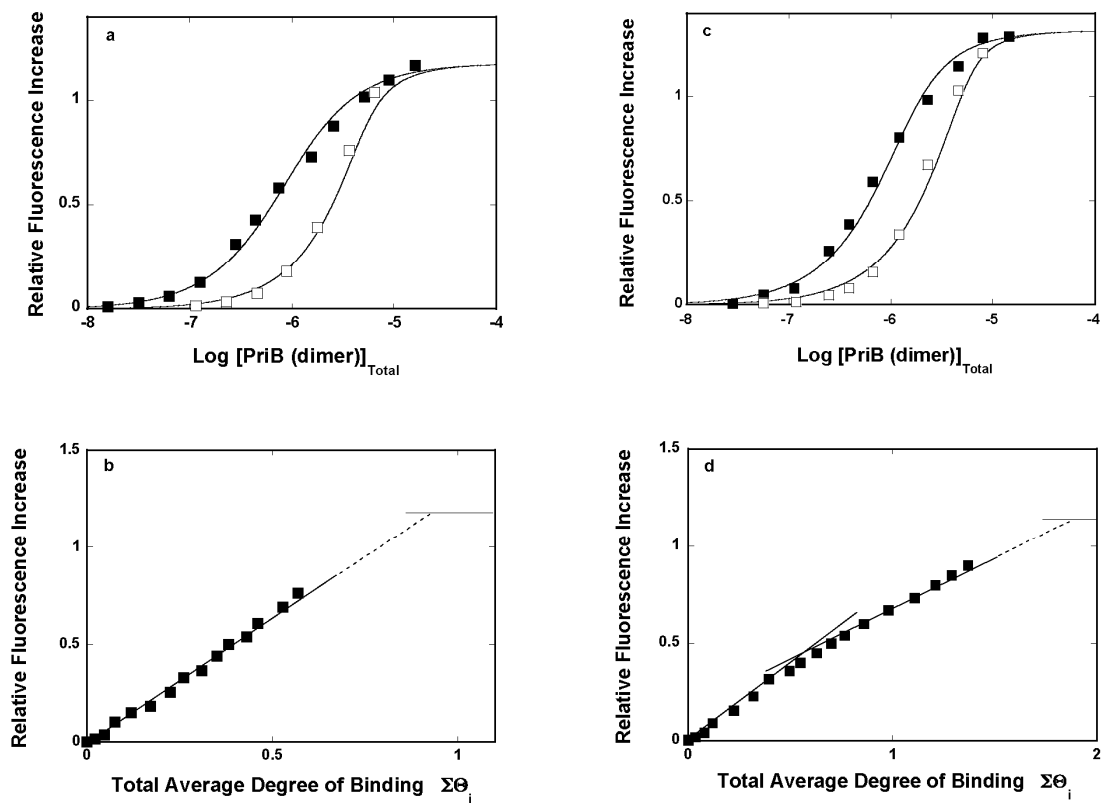 a
Relative Fluorescence Increase
1
0.5
0
-8 -7 -6 -5 -4
Log [PriB (dimer)]Total
c
Relative Fluorescence Increase
1
0.5
0
-8 -7 -6 -5 -4
Log [PriB (dimer)]Total
b
Relative Fluorescence Increase
1.5
1
0.5
0
0 0.5 1
Total Average Degree of Binding ΣΘi
d
Relative Fluorescence Increase
1.5
1
0.5
0
0 1 2
Total Average Degree of Binding ΣΘi